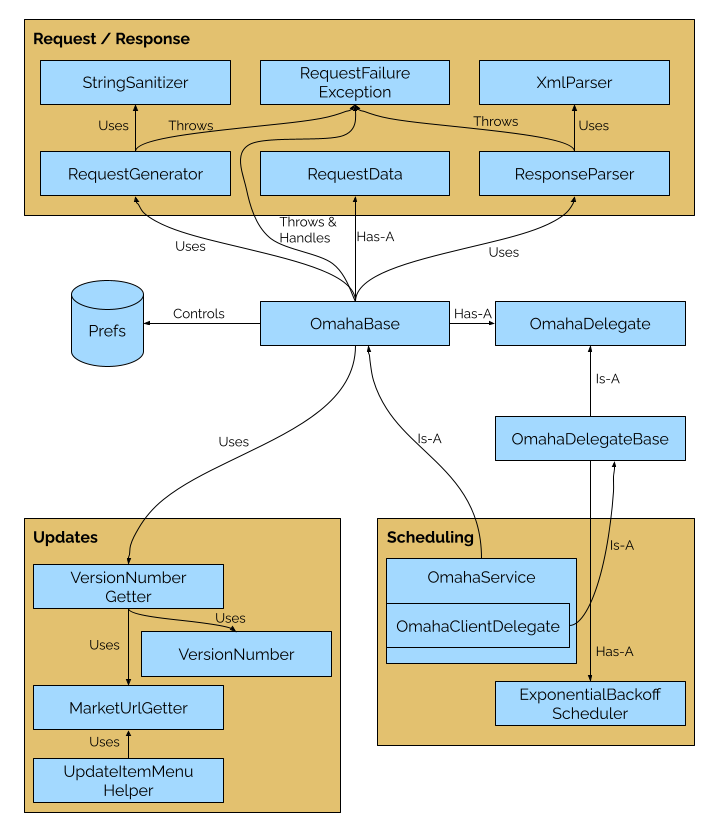 Request / Response
StringSanitizer
RequestFailure
Exception
XmlParser
Uses
Throws
Throws
Uses
RequestGenerator
RequestData
ResponseParser
Uses
Throws &
Handles
Has-A
Uses
Prefs
Controls
OmahaBase
Has-A
OmahaDelegate
Is-A
Uses
Is-A
OmahaDelegateBase
Updates
VersionNumber
Getter
Uses
Uses
VersionNumber
MarketUrlGetter
Uses
UpdateItemMenu
Helper
Scheduling
Is-A
OmahaService
OmahaClientDelegate
Has-A
ExponentialBackoff
Scheduler